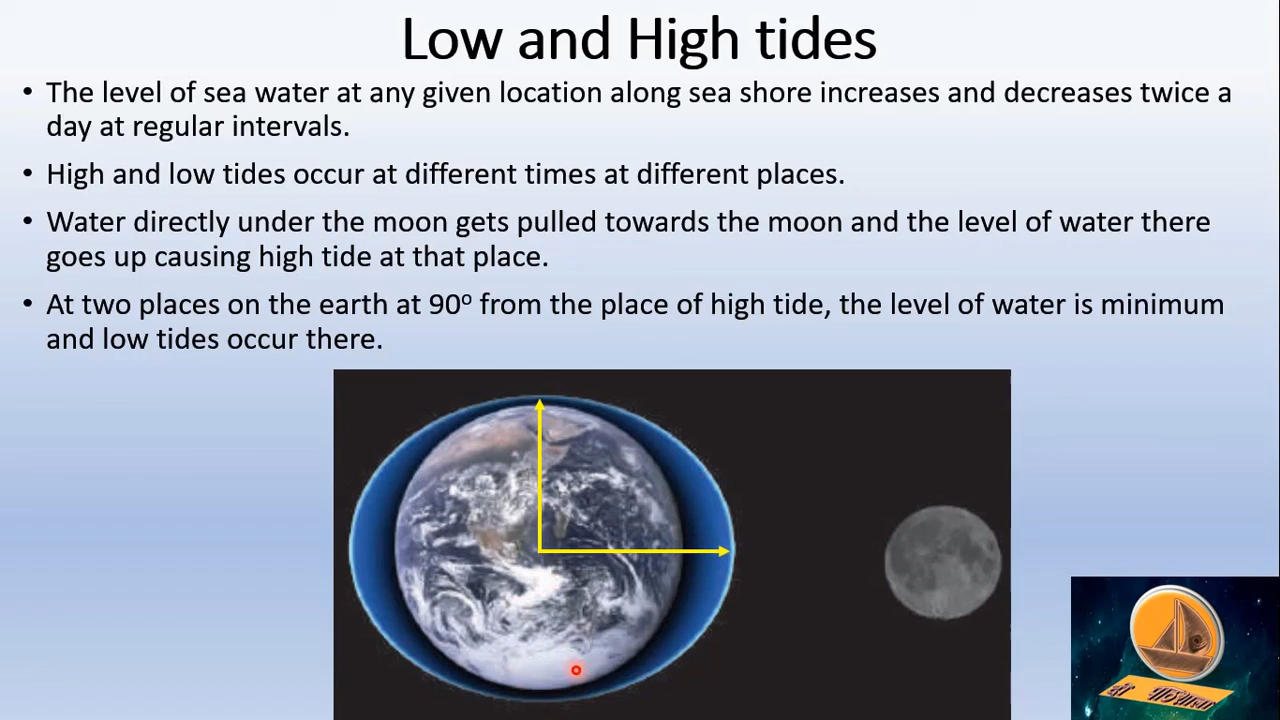 Low and High tides
• The level of sea water at any given location along sea shore increases and decreases twice a
day at regular intervals.
• High and low tides occur at different times at different places.
• Water directly under the moon gets pulled towards the moon and the level of water there
goes up causing high tide at that place.
• At two places on the earth at 90° from the place of high tide, the level of water is minimum
and low tides occur there.